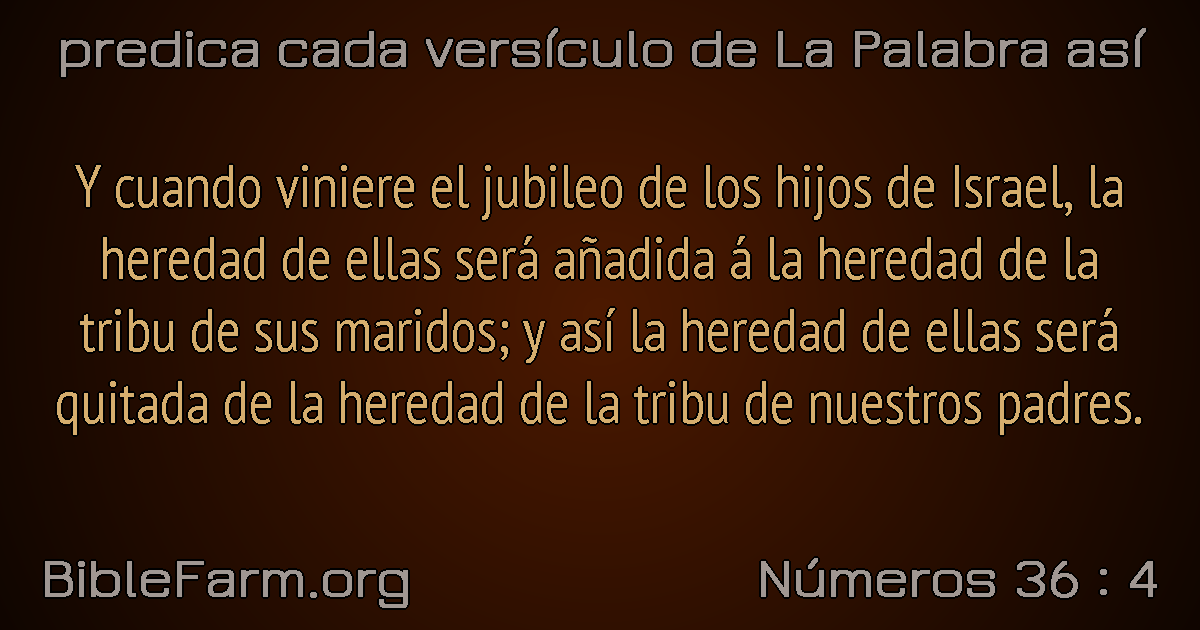 predica cada versículo de La Palabra así
Y cuando viniere el jubileo de los hijos de Israel, la
heredad de ellas será añadida á la heredad de la
tribu de sus maridos; y así la heredad de ellas será
quitada de la heredad de la tribu de nuestros padres.
BibleFarm.org
Números 36 : 4